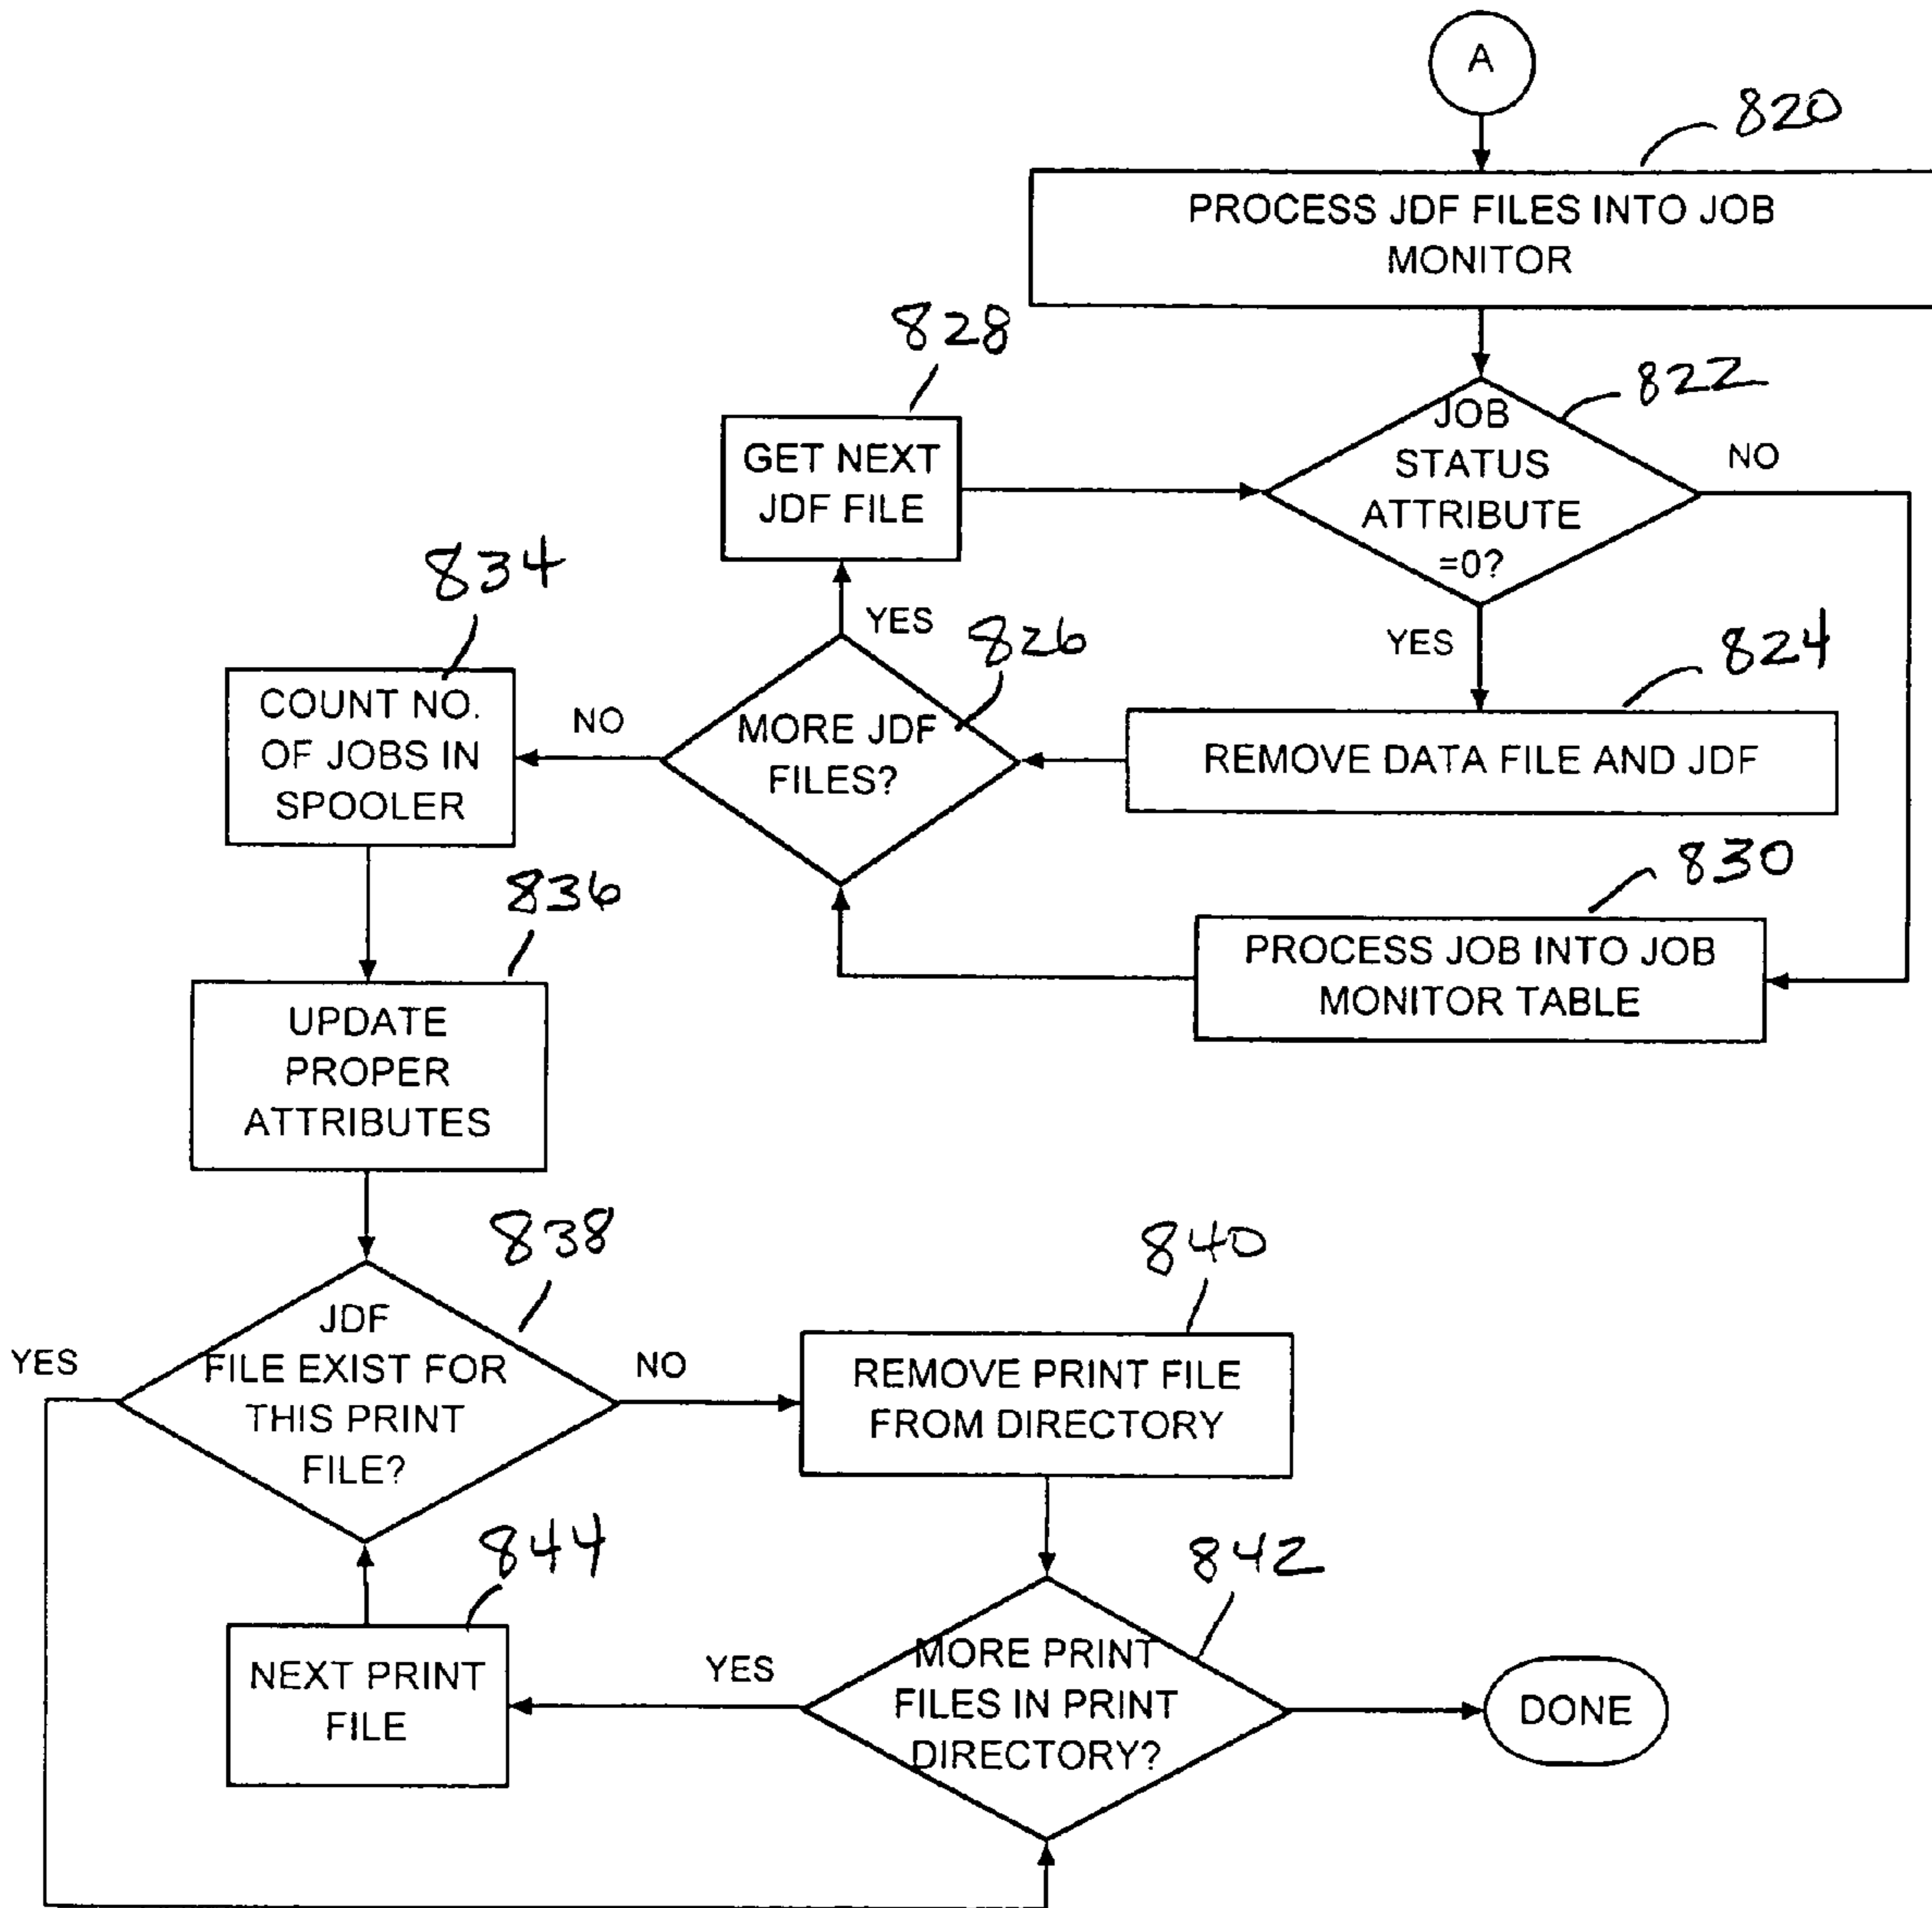 A
820
PROCESS JDF FILES INTO JOB
MONITOR
828
822
JOB
STATUS
ATTRIBUTE
=0?
NO
GET NEXT
JDF FILE
834
YES
826
YES
824
COUNT NO.
OF JOBS IN
SPOOLER
NO
MORE JDF
FILES?
REMOVE DATA FILE AND JDF
836
830
PROCESS JOB INTO JOB
MONITOR TABLE
UPDATE
PROPER
ATTRIBUTES
838
840
JDF
FILE EXIST FOR
THIS PRINT
FILE?
YES
NO
REMOVE PRINT FILE
FROM DIRECTORY
844
842
NEXT PRINT
FILE
YES
MORE PRINT
FILES IN PRINT
DIRECTORY?
DONE